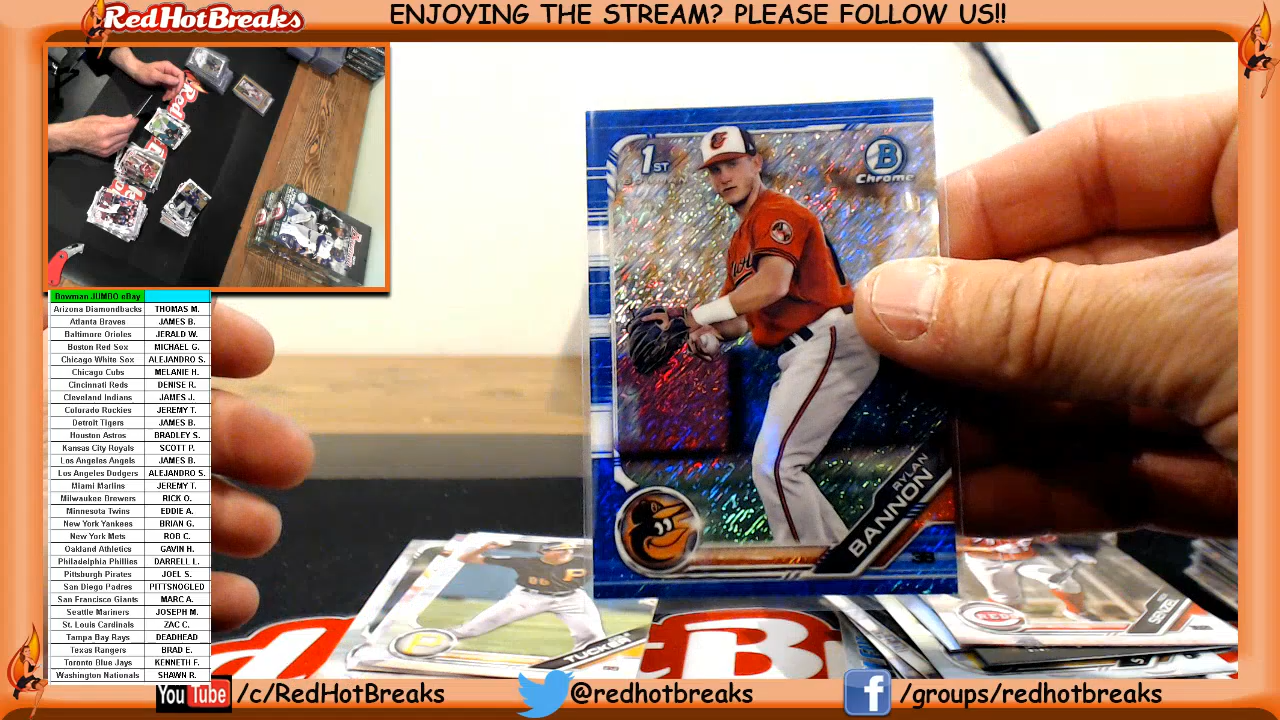 RedHotBreaks
ENJOYING THE STREAM? PLEASE FOLLOW US!!
Bowman JUMBO eBay
Arizona Diamondbacks THOMAS M.
Atlanta Braves JAMES B.
Baltimore Orioles JERALD W.
Boston Red Sox MICHAEL G.
Chicago White Sox ALEJANDRO S.
Chicago Cubs MELANIE H.
Cincinnati Reds DENISE R.
Cleveland Indians JAMES J.
Colorado Rockies JEREMY T.
Detroit Tigers JAMES B.
Houston Astros BRADLEY S.
Kansas City Royals SCOTT P.
Los Angeles Angels JAMES B.
Los Angeles Dodgers ALEJANDRO S.
Miami Marlins JEREMY T.
Milwaukee Brewers RICK O.
Minnesota Twins EDDIE A.
New York Yankees BRIAN G.
New York Mets ROB C.
Oakland Athletics GAVIN H.
Philadelphia Phillies DARRELL L.
Pittsburgh Pirates JOEL S.
San Diego Padres PITTSNOGLED
San Francisco Giants MARC A.
Seattle Mariners JOSEPH M.
St. Louis Cardinals ZAC C.
Tampa Bay Rays DEADHEAD
Texas Rangers BRAD E.
Toronto Blue Jays KENNETH F.
Washington Nationals SHAWN R.
1ST
BOWMAN
B
Chrome
RYLAN
BANNON
3B
TUCKER
SENZEL
YouTube /c/RedHotBreaks
@redhotbreaks
f /groups/redhotbreaks